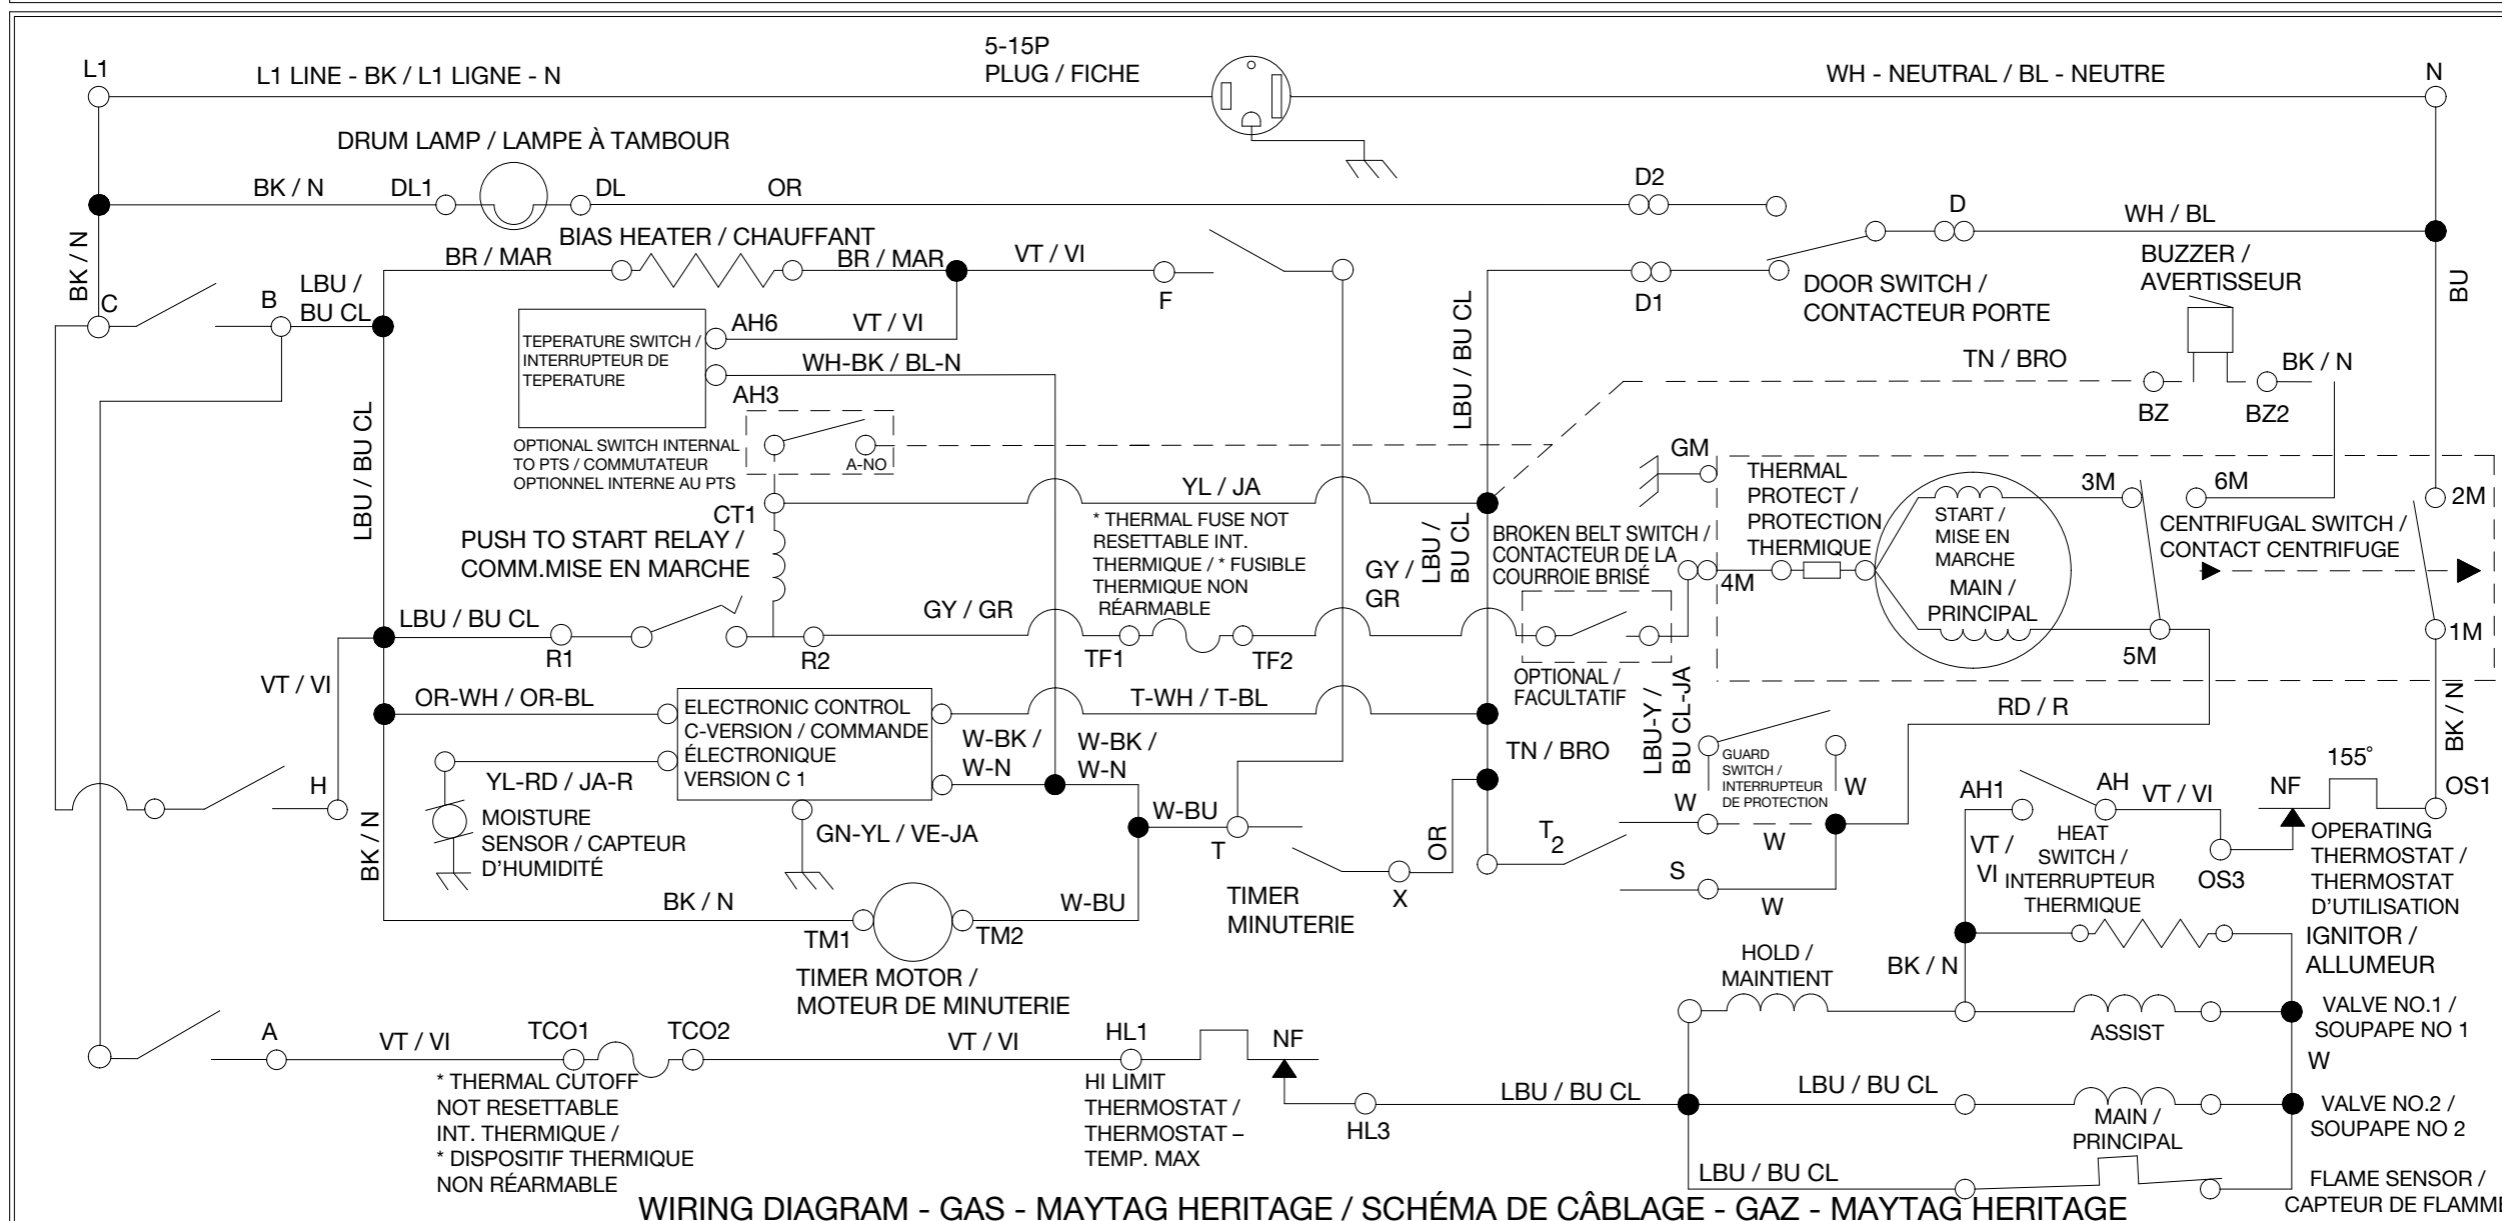 5-15P
PLUG / FICHE
L1
L1 LINE - BK / L1 LIGNE - N
WH - NEUTRAL / BL - NEUTRE
N
DRUM LAMP / LAMPE À TAMBOUR
BK / N
DL1
DL
OR
D2
D
WH / BL
BK / N
BIAS HEATER / CHAUFFANT
BR / MAR
BR / MAR
VT / VI
F
D1
DOOR SWITCH /
CONTACTEUR PORTE
BUZZER /
AVERTISSEUR
BU
C
B
LBU /
BU CL
TEPERATURE SWITCH /
INTERRUPTEUR DE
TEPERATURE
AH6
VT / VI
WH-BK / BL-N
AH3
LBU / BU CL
LBU / BU CL
TN / BRO
BK / N
BZ
BZ2
OPTIONAL SWITCH INTERNAL
TO PTS / COMMUTATEUR
OPTIONNEL INTERNE AU PTS
A-NO
GM
THERMAL
PROTECT /
PROTECTION
THERMIQUE
START /
MISE EN
MARCHE
MAIN /
PRINCIPAL
3M
6M
2M
CENTRIFUGAL SWITCH /
CONTACT CENTRIFUGE
YL / JA
CT1
PUSH TO START RELAY /
COMM.MISE EN MARCHE
* THERMAL FUSE NOT
RESETTABLE INT.
THERMIQUE / * FUSIBLE
THERMIQUE NON
RÉARMABLE
GY /
GR
LBU /
BU CL
BROKEN BELT SWITCH /
CONTACTEUR DE LA
COURROIE BRISÉ
4M
LBU / BU CL
R1
R2
GY / GR
TF1
TF2
OPTIONAL /
FACULTATIF
5M
1M
VT / VI
OR-WH / OR-BL
ELECTRONIC CONTROL
C-VERSION / COMMANDE
ÉLECTRONIQUE
VERSION C 1
T-WH / T-BL
W-BK /
W-N
W-BK /
W-N
TN / BRO
LBU-Y /
BU CL-JA
RD / R
BK / N
GUARD
SWITCH /
INTERRUPTEUR
DE PROTECTION
W
W
W
YL-RD / JA-R
H
MOISTURE
SENSOR / CAPTEUR
D'HUMIDITÉ
GN-YL / VE-JA
BK / N
W-BU
T
TIMER
MINUTERIE
X
OR
T2
S
W
AH1
AH
VT / VI
NF
155°
OS1
VT /
VI
HEAT
SWITCH /
INTERRUPTEUR
THERMIQUE
OS3
OPERATING
THERMOSTAT /
THERMOSTAT
D'UTILISATION
BK / N
TM1
TM2
W-BU
TIMER MOTOR /
MOTEUR DE MINUTERIE
HOLD /
MAINTIENT
BK / N
IGNITOR /
ALLUMEUR
ASSIST
VALVE NO.1 /
SOUPAPE NO 1
W
A
VT / VI
TCO1
TCO2
VT / VI
HL1
NF
* THERMAL CUTOFF
NOT RESETTABLE
INT. THERMIQUE /
* DISPOSITIF THERMIQUE
NON RÉARMABLE
HI LIMIT
THERMOSTAT /
THERMOSTAT –
TEMP. MAX
HL3
LBU / BU CL
LBU / BU CL
MAIN /
PRINCIPAL
VALVE NO.2 /
SOUPAPE NO 2
LBU / BU CL
FLAME SENSOR /
CAPTEUR DE FLAMME
WIRING DIAGRAM - GAS - MAYTAG HERITAGE / SCHÉMA DE CÂBLAGE - GAZ - MAYTAG HERITAGE